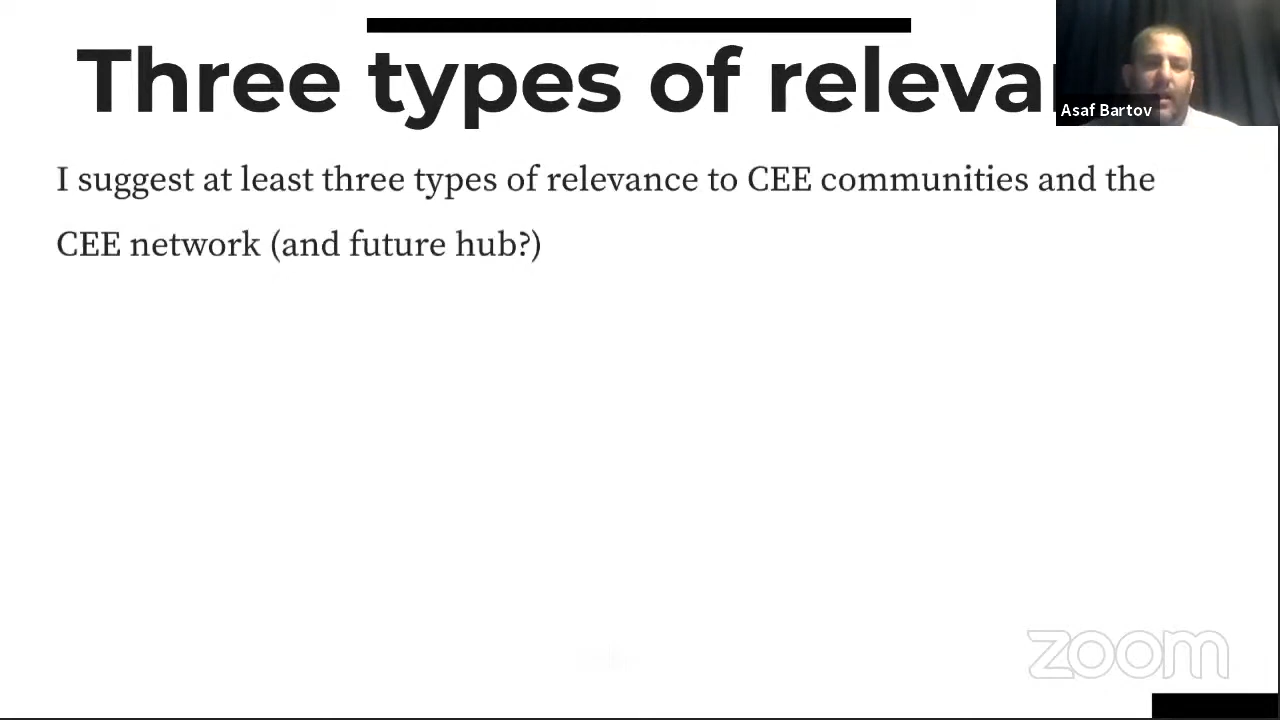 Three types of releva
Asaf Bartov
I suggest at least three types of relevance to CEE communities and the
CEE network (and future hub?)
zoom